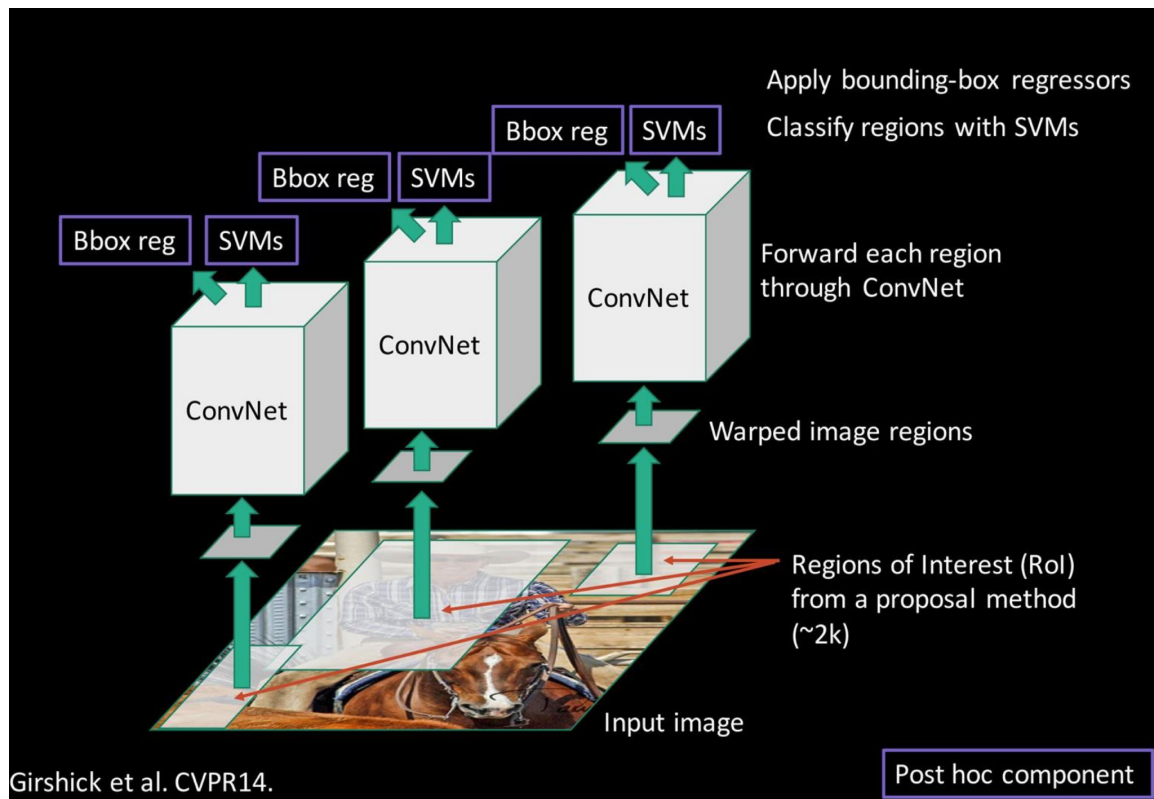 Apply bounding-box regressors
Bbox reg
SVMs
Classify regions with SVMs
Bbox reg
SVMs
Bbox reg
SVMs
Forward each region
through ConvNet
ConvNet
ConvNet
ConvNet
Warped image regions
Regions of Interest (RoI)
from a proposal method
(~2k)
Input image
Post hoc component
Girshick et al. CVPR14.